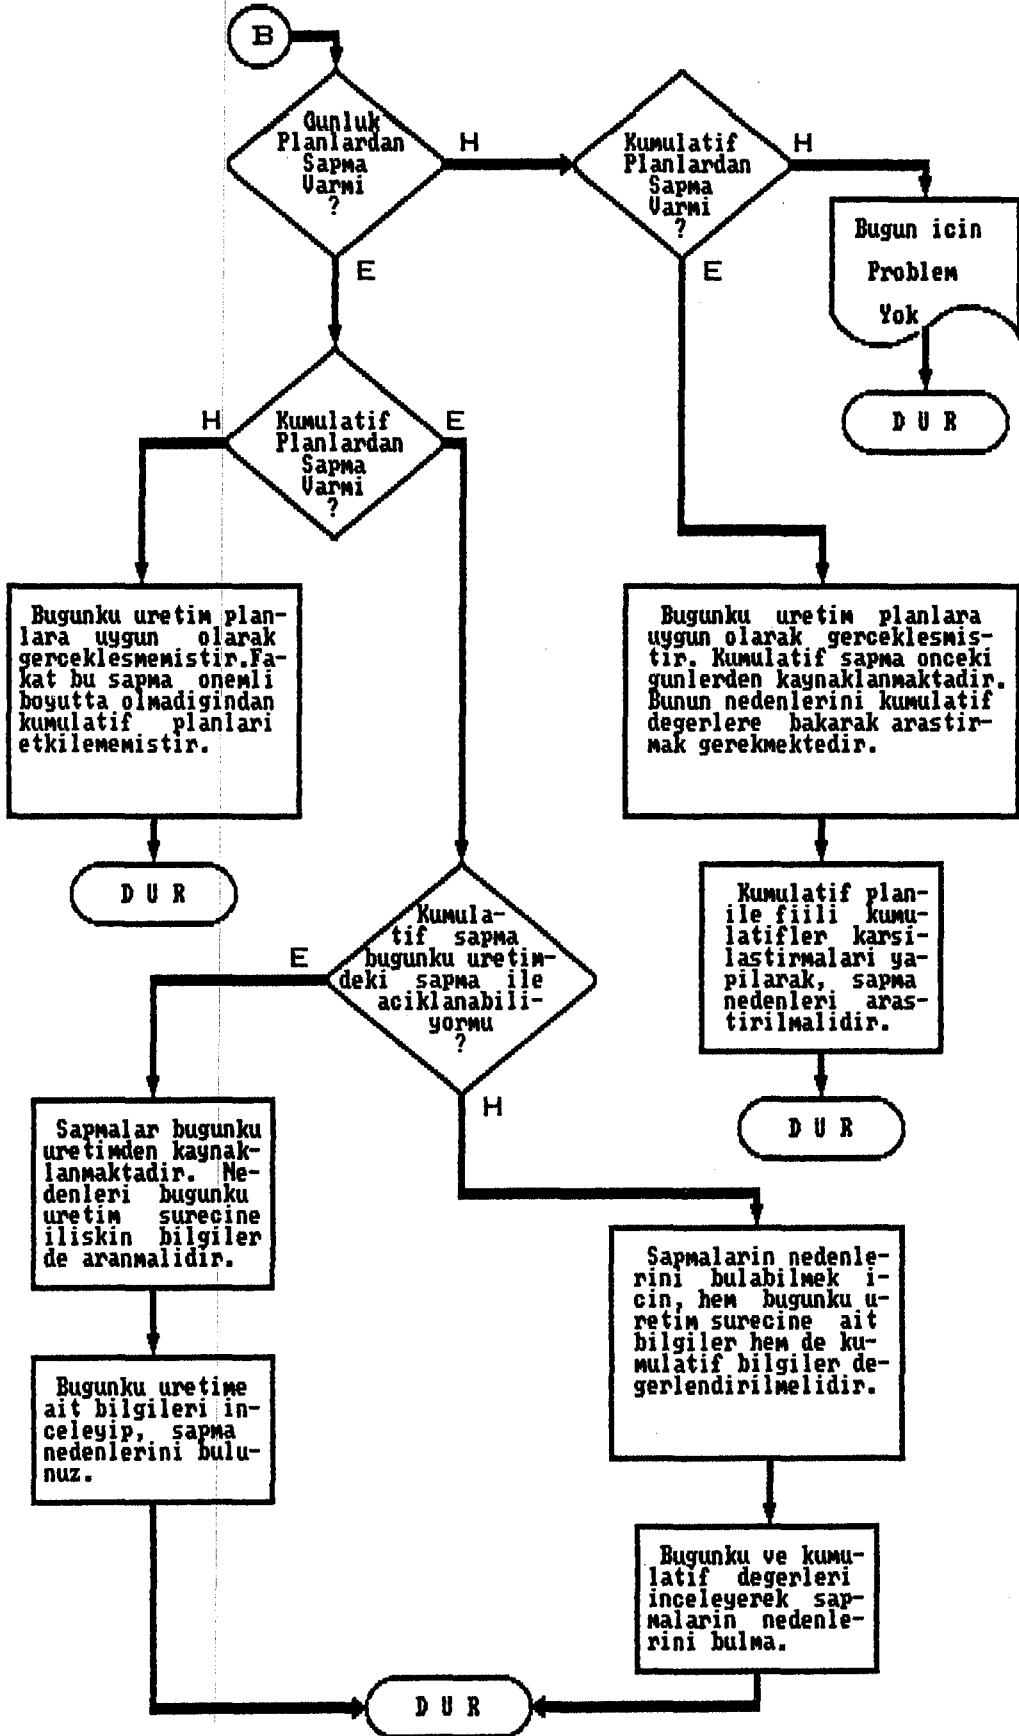 B
Gunluk
Planlardan
Sapma
Varmi
?
H
E
Kumulatif
Planlardan
Sapma
Varmi
?
H
E
Bugun icin
Problem
Yok
D U R
Kumulatif
Planlardan
Sapma
Varmi
?
H
E
Bugunku uretim plan-
lara uygun olarak
gerceklesmemistir.Fa-
kat bu sapma onemli
boyutta olmadigindan
kumulatif planlari
etkilememistir.
D U R
Bugunku uretim planlara
uygun olarak gerceklesmis-
tir. Kumulatif sapma onceki
gunlerden kaynaklanmaktadir.
Bunun nedenlerini kumulatif
degerlere bakarak arastir-
mak gerekmektedir.
Kumulatif plan-
ile fiili kumu-
latifler karsi-
lastirmalari ya-
pilarak, sapma
nedenleri aras-
tirilmalidir.
D U R
Kumula-
tif sapma
bugunku uretim-
deki sapma ile
aciklanabili-
yormu
?
E
H
Sapmalar bugunku
uretimden kaynak-
lanmaktadir. Ne-
denleri bugunku
uretim surecine
iliskin bilgiler
de aranmalidir.
Bugunku uretime
ait bilgileri in-
celeyip, sapma
nedenlerini bulu-
nuz.
Sapmalarin nedenle-
rini bulabilmek i-
cin, hem bugunku u-
retim surecine ait
bilgiler hem de ku-
mulatif bilgiler de-
gerlendirilmelidir.
Bugunku ve kumu-
latif degerleri
inceleyerek sap-
malarin nedenle-
rini bulma.
D U R